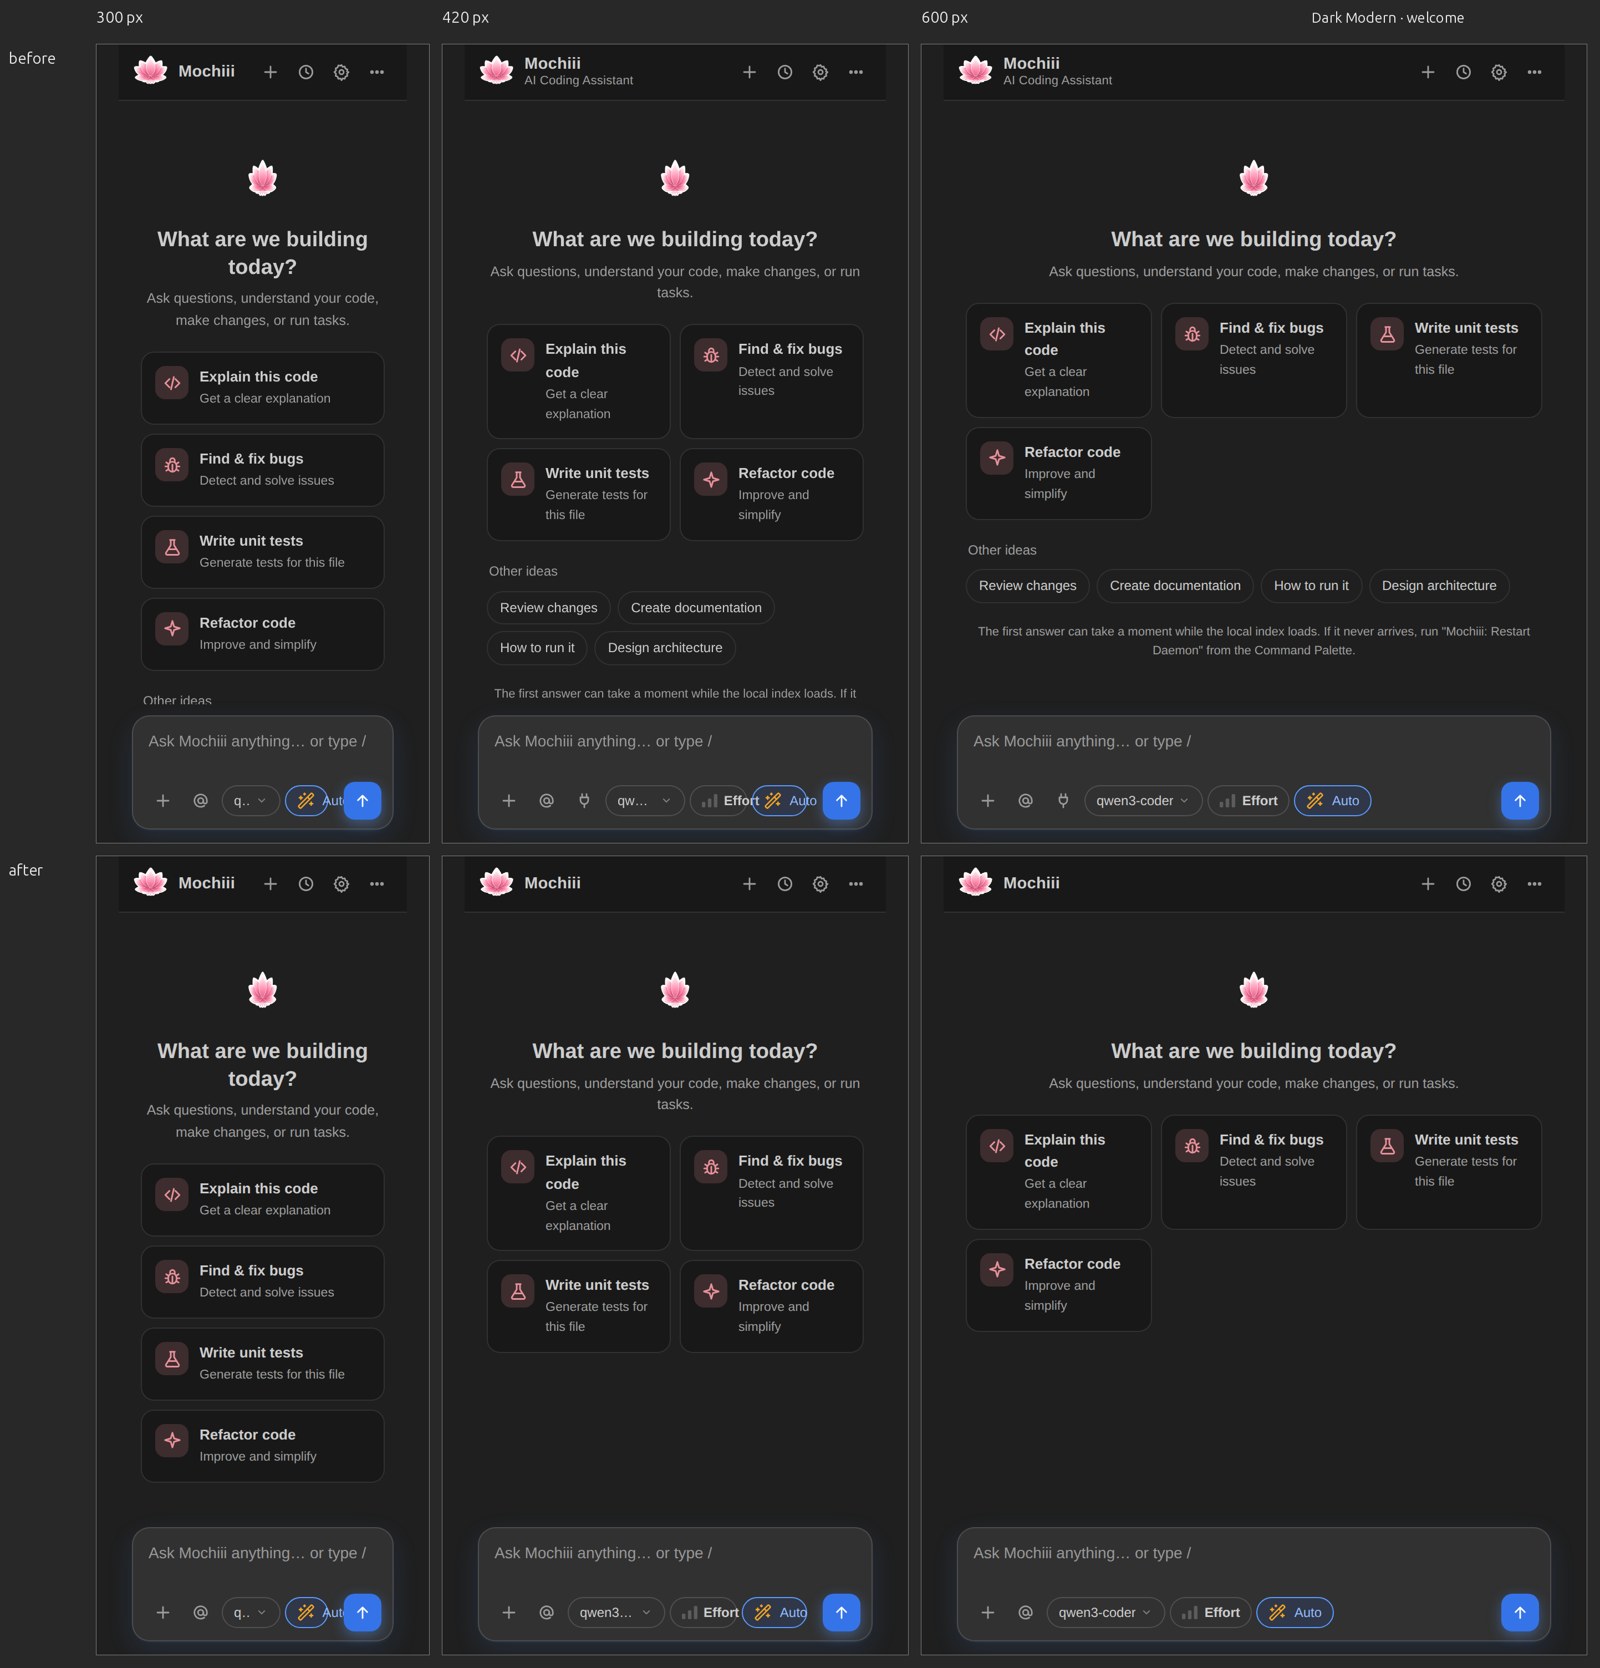 300 px
420 px
600 px
Dark Modern · welcome
before
Mochiii
What are we building
today?
Ask questions, understand your code,
make changes, or run tasks.
Explain this code
Get a clear explanation
Find & fix bugs
Detect and solve issues
Write unit tests
Generate tests for this file
Refactor code
Improve and simplify
Other ideas
Ask Mochiii anything… or type /
q..
Auto
Mochiii
AI Coding Assistant
What are we building today?
Ask questions, understand your code, make changes, or run
tasks.
Explain this
code
Get a clear
explanation
Find & fix bugs
Detect and solve
issues
Write unit tests
Generate tests for
this file
Refactor code
Improve and
simplify
Other ideas
Review changes
Create documentation
How to run it
Design architecture
The first answer can take a moment while the local index loads. If it
Ask Mochiii anything… or type /
qw...
Effort
Auto
Mochiii
AI Coding Assistant
What are we building today?
Ask questions, understand your code, make changes, or run tasks.
Explain this
code
Get a clear
explanation
Find & fix bugs
Detect and solve
issues
Write unit tests
Generate tests for
this file
Refactor code
Improve and
simplify
Other ideas
Review changes
Create documentation
How to run it
Design architecture
The first answer can take a moment while the local index loads. If it never arrives, run "Mochiii: Restart
Daemon" from the Command Palette.
Ask Mochiii anything… or type /
qwen3-coder
Effort
Auto
after
Mochiii
What are we building
today?
Ask questions, understand your code,
make changes, or run tasks.
Explain this code
Get a clear explanation
Find & fix bugs
Detect and solve issues
Write unit tests
Generate tests for this file
Refactor code
Improve and simplify
Ask Mochiii anything… or type /
q..
Auto
Mochiii
What are we building today?
Ask questions, understand your code, make changes, or run
tasks.
Explain this
code
Get a clear
explanation
Find & fix bugs
Detect and solve
issues
Write unit tests
Generate tests for
this file
Refactor code
Improve and
simplify
Ask Mochiii anything… or type /
qwen3...
Effort
Auto
Mochiii
What are we building today?
Ask questions, understand your code, make changes, or run tasks.
Explain this
code
Get a clear
explanation
Find & fix bugs
Detect and solve
issues
Write unit tests
Generate tests for
this file
Refactor code
Improve and
simplify
Ask Mochiii anything… or type /
qwen3-coder
Effort
Auto